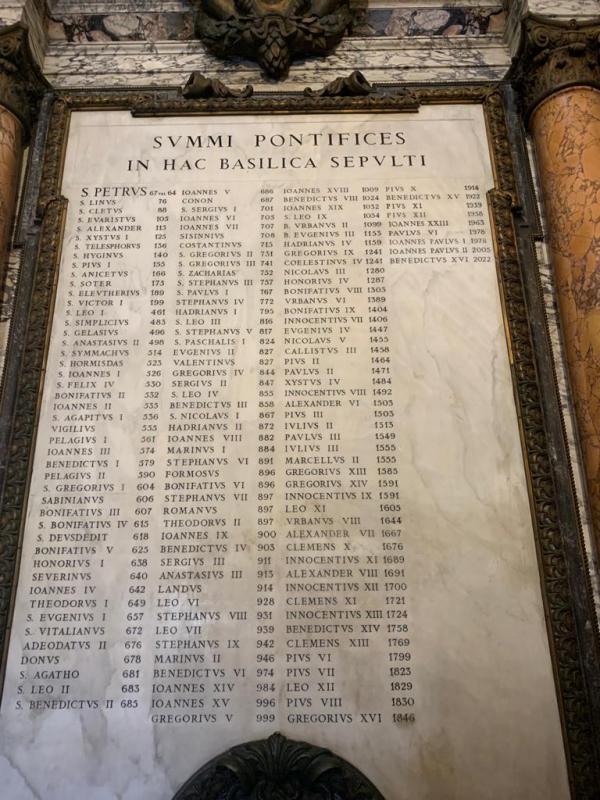 SVMMI PONTIFICES
IN HAC BASILICA SEPVLTI
S. PETRVS 67 vel 64
S. LINVS 76
S. CLETVS 88
S. EVARISTVS 105
S. ALEXANDER 115
S. XYSTVS I 125
S. TELESPHORVS 136
S. HYGINVS 140
S. PIVS I 155
S. ANICETVS 166
S. SOTER 175
S. ELEVTHERIVS 189
S. VICTOR I 199
S. LEO I 461
S. SIMPLICIVS 483
S. GELASIVS 496
S. ANASTASIVS II 498
S. SYMMACHVS 514
S. HORMISDAS 523
S. IOANNES I 526
S. FELIX IV 530
BONIFATIVS II 532
IOANNES II 535
S. AGAPITVS I 536
VIGILIVS 555
PELAGIVS I 561
IOANNES III 574
BENEDICTVS I 579
PELAGIVS II 590
S. GREGORIVS I 604
SABINIANVS 606
BONIFATIVS III 607
S. BONIFATIVS IV 615
S. DEVSDEDIT 618
BONIFATIVS V 625
HONORIVS I 638
SEVERINVS 640
IOANNES IV 642
THEODORVS I 649
S. EVGENIVS I 657
S. VITALIANVS 672
ADEODATVS II 676
DONVS 678
S. AGATHO 681
S. LEO II 683
S. BENEDICTVS II 685
IOANNES V 686
CONON 687
S. SERGIVS I 701
IOANNES VI 705
IOANNES VII 707
SISINNIVS 708
COSTANTINVS 715
S. GREGORIVS II 731
S. GREGORIVS III 741
S. ZACHARIAS 752
S. STEPHANVS III 757
S. PAVLVS I 767
STEPHANVS IV 772
HADRIANVS I 795
S. LEO III 816
S. STEPHANVS V 817
S. PASCHALIS I 824
EVGENIVS II 827
VALENTINVS 827
GREGORIVS IV 844
SERGIVS II 847
S. LEO IV 855
BENEDICTVS III 858
S. NICOLAVS I 867
HADRIANVS II 872
IOANNES VIII 882
MARINVS I 884
STEPHANVS VI 891
FORMOSVS 896
BONIFATIVS VI 896
STEPHANVS VII 897
ROMANVS 897
THEODORVS II 897
IOANNES IX 900
BENEDICTVS IV 903
SERGIVS III 911
ANASTASIVS III 913
LANDVS 914
LEO VI 928
STEPHANVS VIII 931
LEO VII 939
STEPHANVS IX 942
MARINVS II 946
BENEDICTVS VI 974
IOANNES XIV 984
IOANNES XV 996
GREGORIVS V 999
IOANNES XVIII 1009
BENEDICTVS VIII 1024
IOANNES XIX 1032
S. LEO IX 1054
B. VRBANVS II 1099
B. EVGENIVS III 1153
HADRIANVS IV 1159
GREGORIVS IX 1241
COELESTINVS IV 1241
NICOLAVS III 1280
HONORIVS IV 1287
BONIFATIVS VIII 1303
VRBANVS VI 1389
BONIFATIVS IX 1404
INNOCENTIVS VII 1406
EVGENIVS IV 1447
NICOLAVS V 1455
CALLISTVS III 1458
PIVS II 1464
PAVLVS II 1471
XYSTVS IV 1484
INNOCENTIVS VIII 1492
ALEXANDER VI 1503
PIVS III 1503
IVLIVS II 1513
PAVLVS III 1549
IVLIVS III 1555
MARCELLVS II 1555
GREGORIVS XIII 1585
GREGORIVS XIV 1591
INNOCENTIVS IX 1591
LEO XI 1605
VRBANVS VIII 1644
ALEXANDER VII 1667
CLEMENS X 1676
INNOCENTIVS XI 1689
ALEXANDER VIII 1691
INNOCENTIVS XII 1700
CLEMENS XI 1721
INNOCENTIVS XIII 1724
BENEDICTVS XIV 1758
CLEMENS XIII 1769
PIVS VI 1799
PIVS VII 1823
LEO XII 1829
PIVS VIII 1830
GREGORIVS XVI 1846
PIVS X 1914
BENEDICTVS XV 1922
PIVS XI 1939
PIVS XII 1958
IOANNES XXIII 1963
PAVLVS VI 1978
IOANNES PAVLVS I 1978
IOANNES PAVLVS II 2005
BENEDICTVS XVI 2022